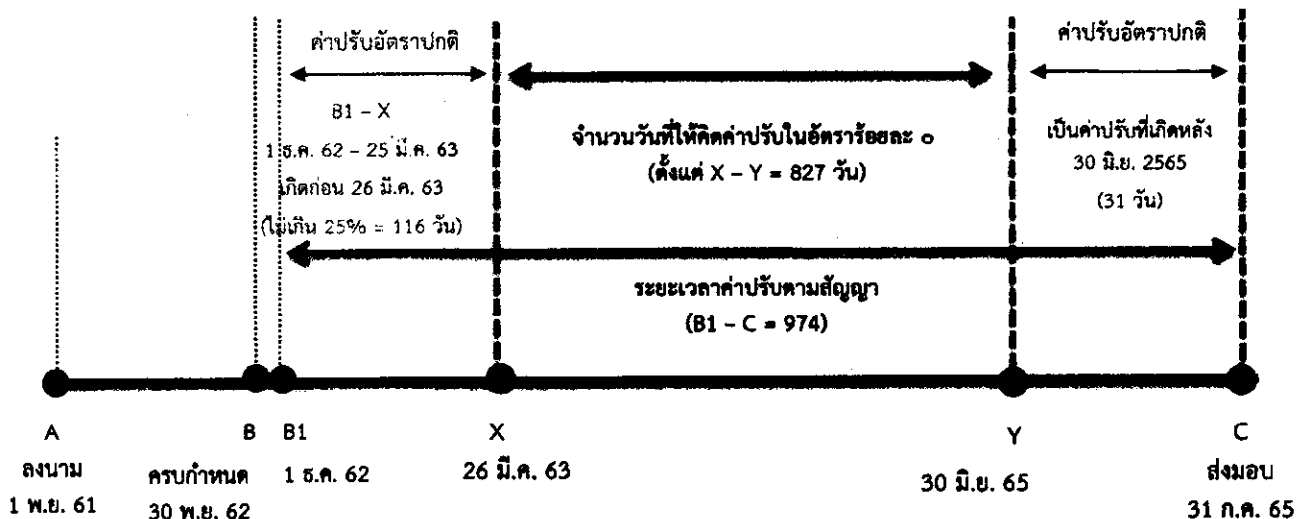 ค่าปรับอัตราปกติ
B1 – X
1 ธ.ค. 62 – 25 มี.ค. 63
เกิดก่อน 26 มี.ค. 63
(ไม่เกิน 25% = 116 วัน)
จำนวนวันที่ให้คิดค่าปรับในอัตราร้อยละ ๐
(ตั้งแต่ X – Y = 827 วัน)
ค่าปรับอัตราปกติ
เป็นค่าปรับที่เกิดหลัง
30 มิ.ย. 2565
(31 วัน)
ระยะเวลาค่าปรับตามสัญญา
(B1 – C = 974)
A
ลงนาม
1 พ.ย. 61
B
ครบกำหนด
30 พ.ย. 62
B1
1 ธ.ค. 62
X
26 มี.ค. 63
Y
30 มิ.ย. 65
C
ส่งมอบ
31 ก.ค. 65